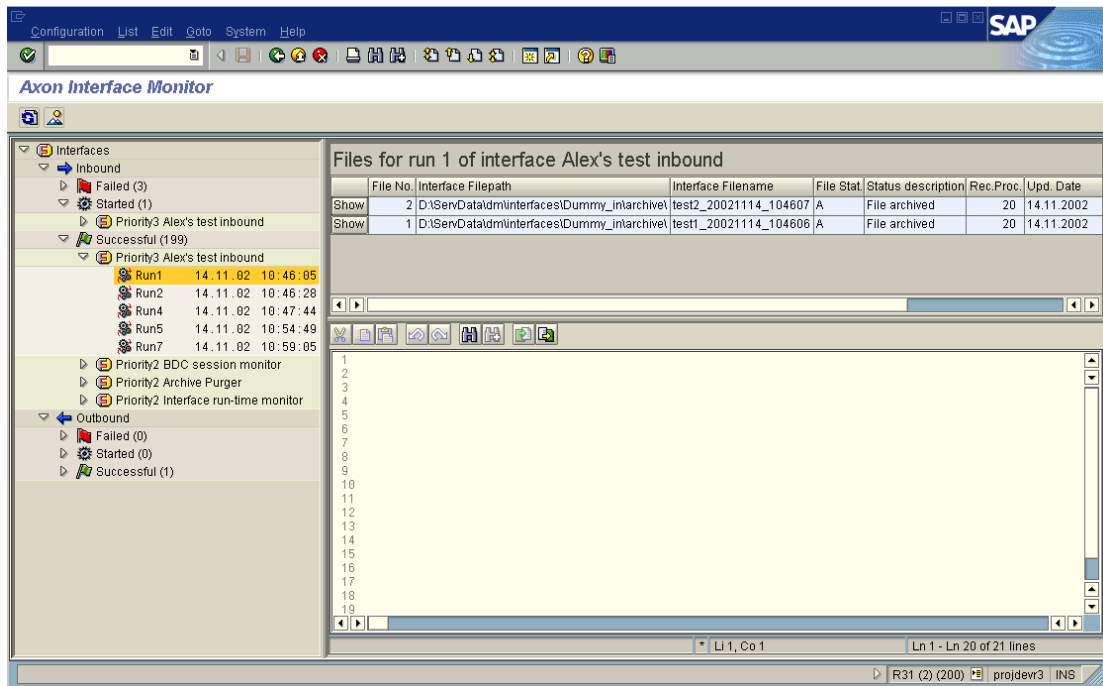 Configuration List Edit Goto System Help
SAP
Axon Interface Monitor
Interfaces
Inbound
Failed (3)
Started (1)
Priority3 Alex's test inbound
Successful (199)
Priority3 Alex's test inbound
Run1 14.11.02 10:46:05
Run2 14.11.02 10:46:28
Run4 14.11.02 10:47:44
Run5 14.11.02 10:54:49
Run7 14.11.02 10:59:05
Priority2 BDC session monitor
Priority2 Archive Purger
Priority2 Interface run-time monitor
Outbound
Failed (0)
Started (0)
Successful (1)
Files for run 1 of interface Alex's test inbound
File No. Interface Filepath Interface Filename File Stat. Status description Rec.Proc. Upd. Date
Show 2 D:\ServData\dm\interfaces\Dummy_in\archive\ test2_20021114_104607 A File archived 20 14.11.2002
Show 1 D:\ServData\dm\interfaces\Dummy_in\archive\ test1_20021114_104606 A File archived 20 14.11.2002
1
2
3
4
5
6
7
8
9
10
11
12
13
14
15
16
17
18
19
* Li 1, Co 1 Ln 1 - Ln 20 of 21 lines
R31 (2) (200) projdevr3 INS